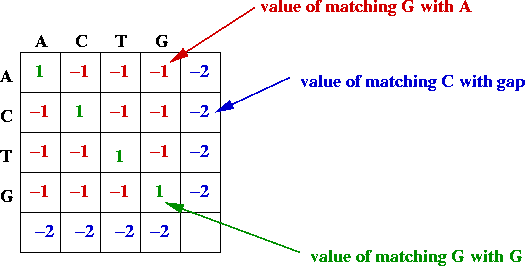 value of matching G with A
A C T G
A 1 –1 –1 –1 –2
value of matching C with gap
C –1 1 –1 –1 –2
T –1 –1 1 –1 –2
G –1 –1 –1 1 –2
–2 –2 –2 –2
value of matching G with G